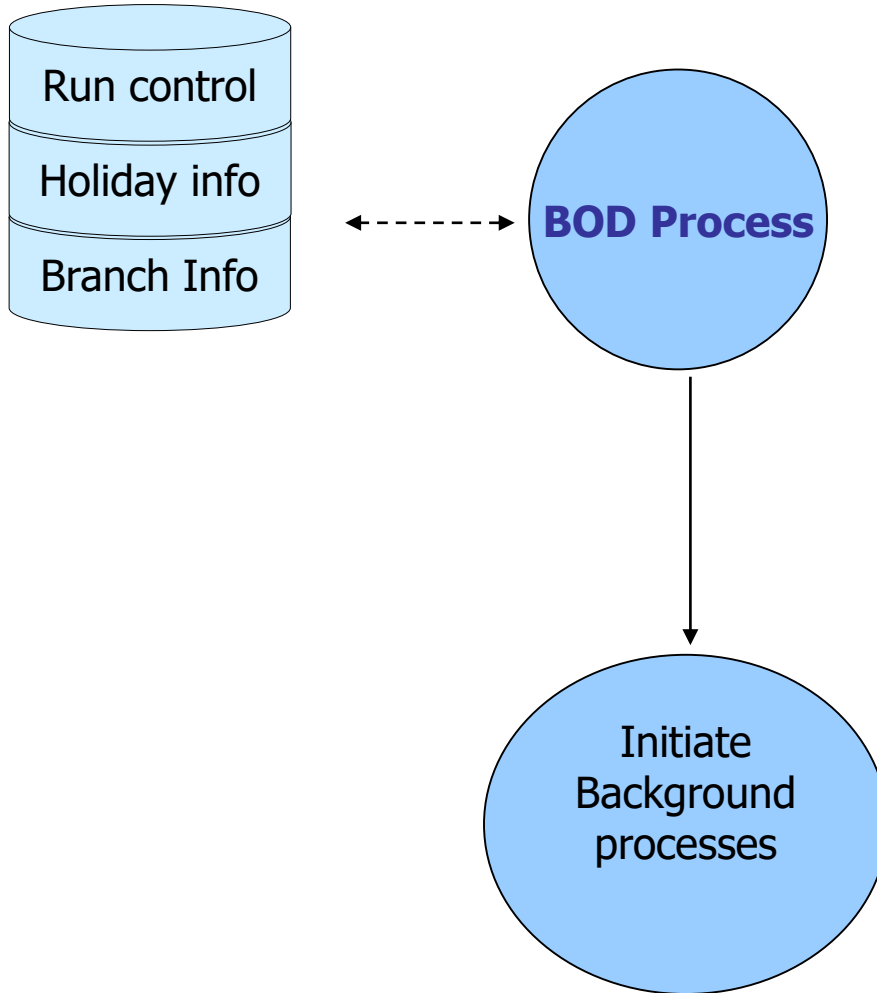 Run control
Holiday info
Branch Info
BOD Process
Initiate
Background
processes